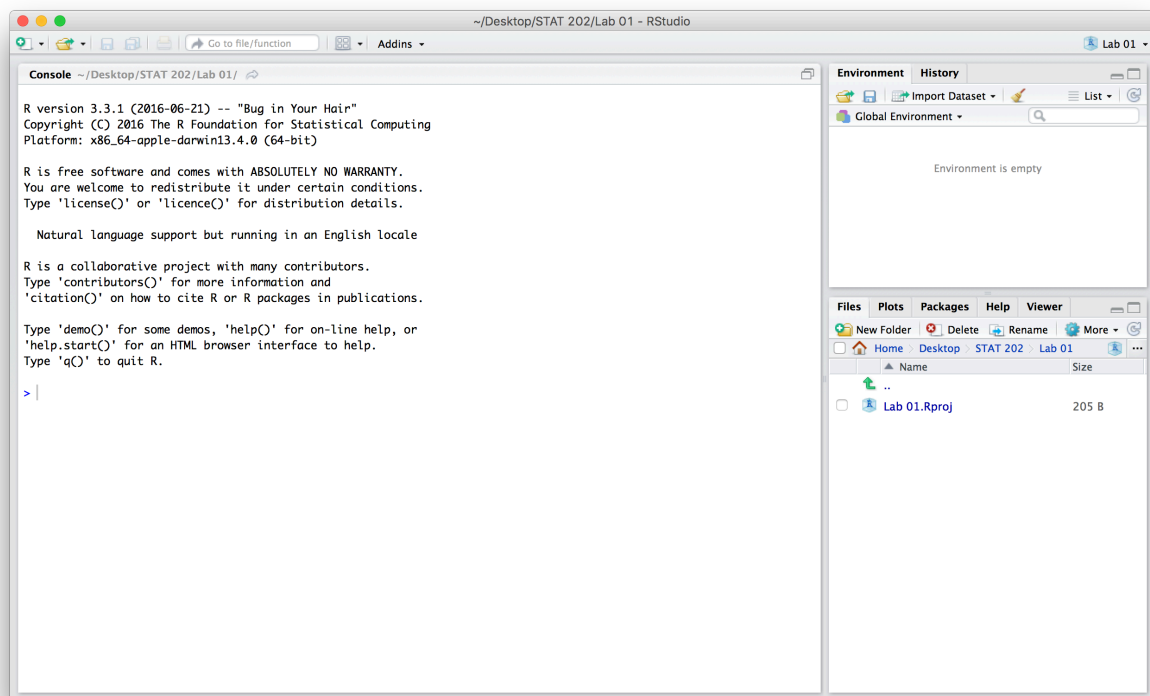 ~/Desktop/STAT 202/Lab 01 - RStudio
Go to file/function Addins Lab 01
Console ~/Desktop/STAT 202/Lab 01/
R version 3.3.1 (2016-06-21) -- "Bug in Your Hair"
Copyright (C) 2016 The R Foundation for Statistical Computing
Platform: x86_64-apple-darwin13.4.0 (64-bit)
R is free software and comes with ABSOLUTELY NO WARRANTY.
You are welcome to redistribute it under certain conditions.
Type 'license()' or 'licence()' for distribution details.
Natural language support but running in an English locale
R is a collaborative project with many contributors.
Type 'contributors()' for more information and
'citation()' on how to cite R or R packages in publications.
Type 'demo()' for some demos, 'help()' for on-line help, or
'help.start()' for an HTML browser interface to help.
Type 'q()' to quit R.
>
Environment History
Import Dataset List
Global Environment
Environment is empty
Files Plots Packages Help Viewer
New Folder Delete Rename More
Home Desktop STAT 202 Lab 01 ...
Name Size
..
Lab 01.Rproj 205 B